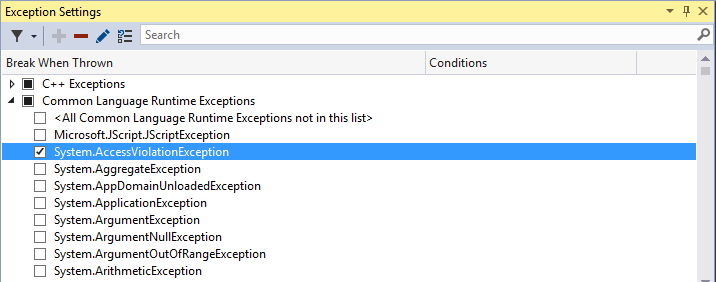 Exception Settings
Search
Break When Thrown Conditions
C++ Exceptions
Common Language Runtime Exceptions
<All Common Language Runtime Exceptions not in this list>
Microsoft.JScript.JScriptException
System.AccessViolationException
System.AggregateException
System.AppDomainUnloadedException
System.ApplicationException
System.ArgumentException
System.ArgumentNullException
System.ArgumentOutOfRangeException
System.ArithmeticException